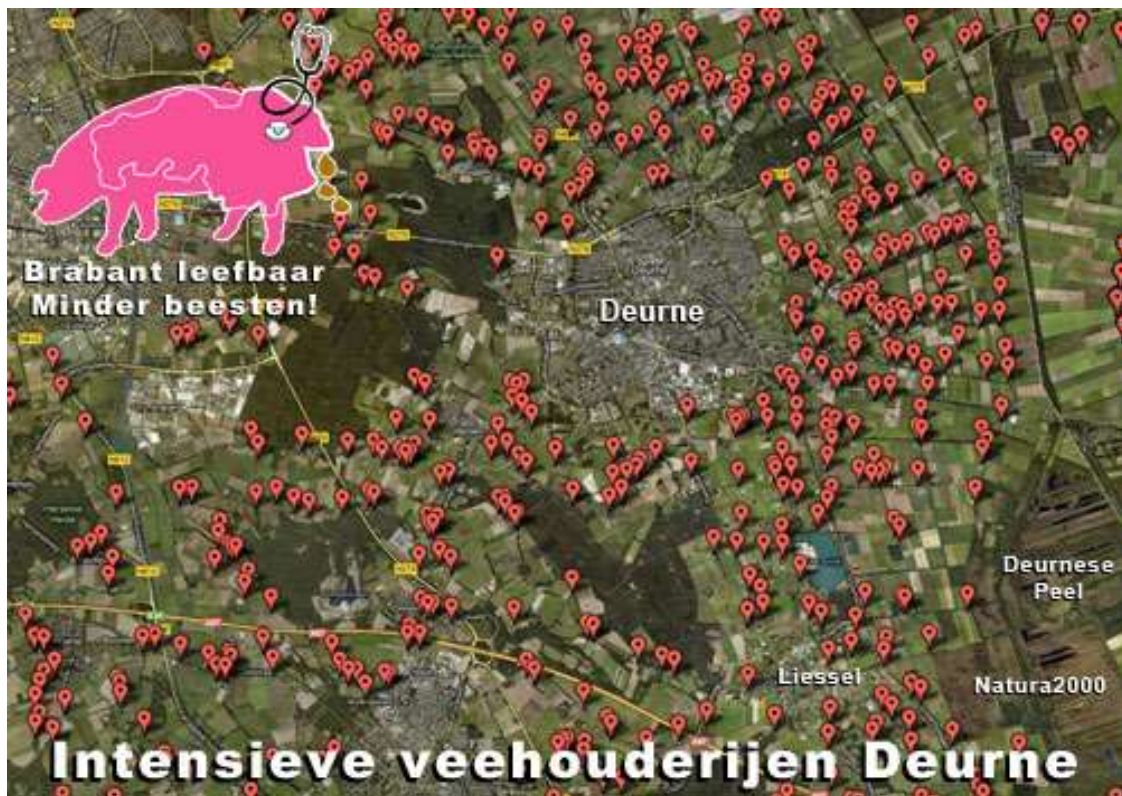 Brabant leefbaar
Minder beesten!
Deurne
Deurnese
Peel
Liessel
Natura2000
Intensieve veehouderijen Deurne